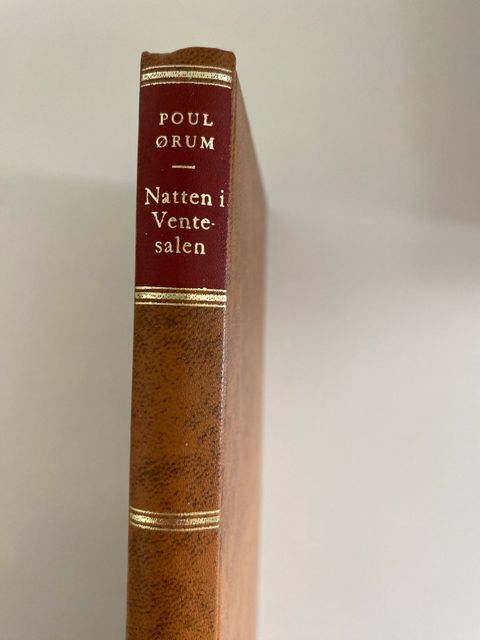 POUL
ØRUM
Natten i
Vente-
salen